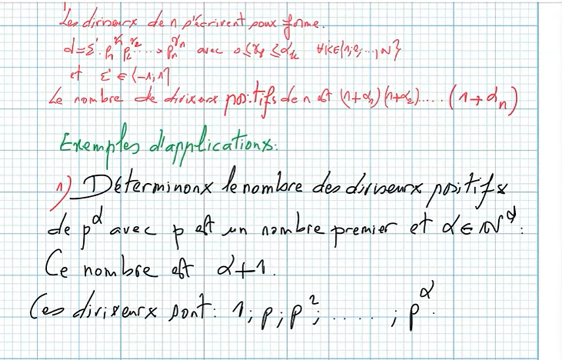 Les diviseurs de n s'écrivent sous forme.
d = ε'.p₁^γ₁ p₂^γ₂ ..... pₙ^γₙ avec 0 ≤ γₖ ≤ αₖ ∀k∈{1,2,...,N}
et ε' ∈ {-1,1}
Le nombre de diviseurs positifs de n est (1+α₁)(1+α₂).....(1+αₙ)
Exemples d'applications:
1) Déterminons le nombre des diviseurs positifs
de p^α avec p est un nombre premier et α∈ℕ* :
Ce nombre est α+1.
Ces diviseurs sont: 1; p; p²; .....; p^α.